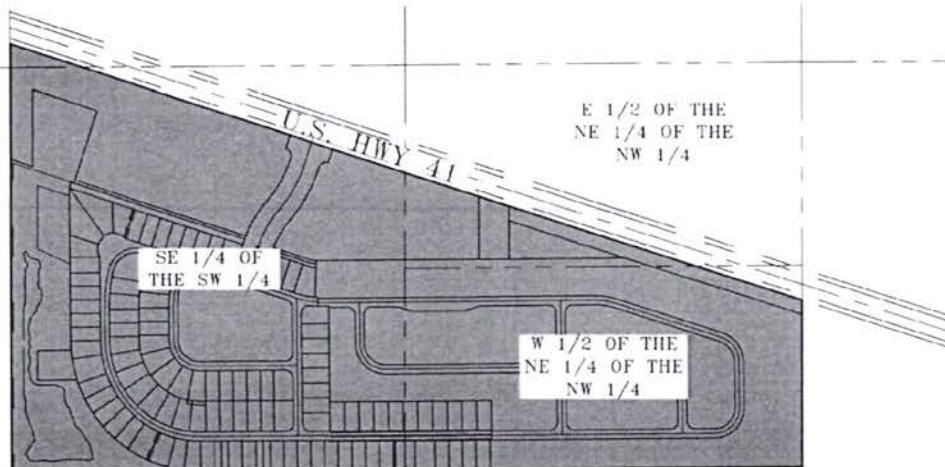 E 1/2 OF THE
NE 1/4 OF THE
NW 1/4
U.S. HWY 41
SE 1/4 OF
THE SW 1/4
W 1/2 OF THE
NE 1/4 OF THE
NW 1/4